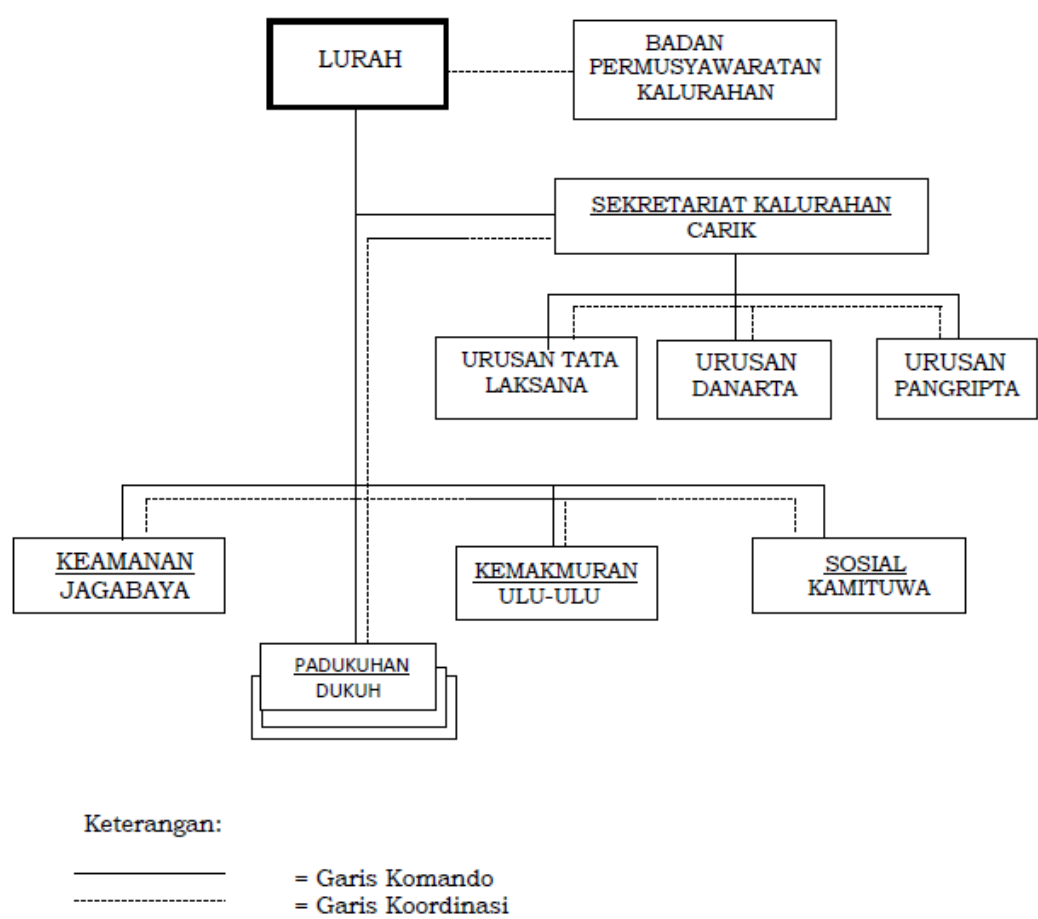 LURAH
BADAN
PERMUSYAWARATAN
KALURAHAN
SEKRETARIAT KALURAHAN
CARIK
URUSAN TATA
LAKSANA
URUSAN
DANARTA
URUSAN
PANGRIPTA
KEAMANAN
JAGABAYA
KEMAKMURAN
ULU-ULU
SOSIAL
KAMITUWA
PADUKUHAN
DUKUH
Keterangan:
= Garis Komando
= Garis Koordinasi